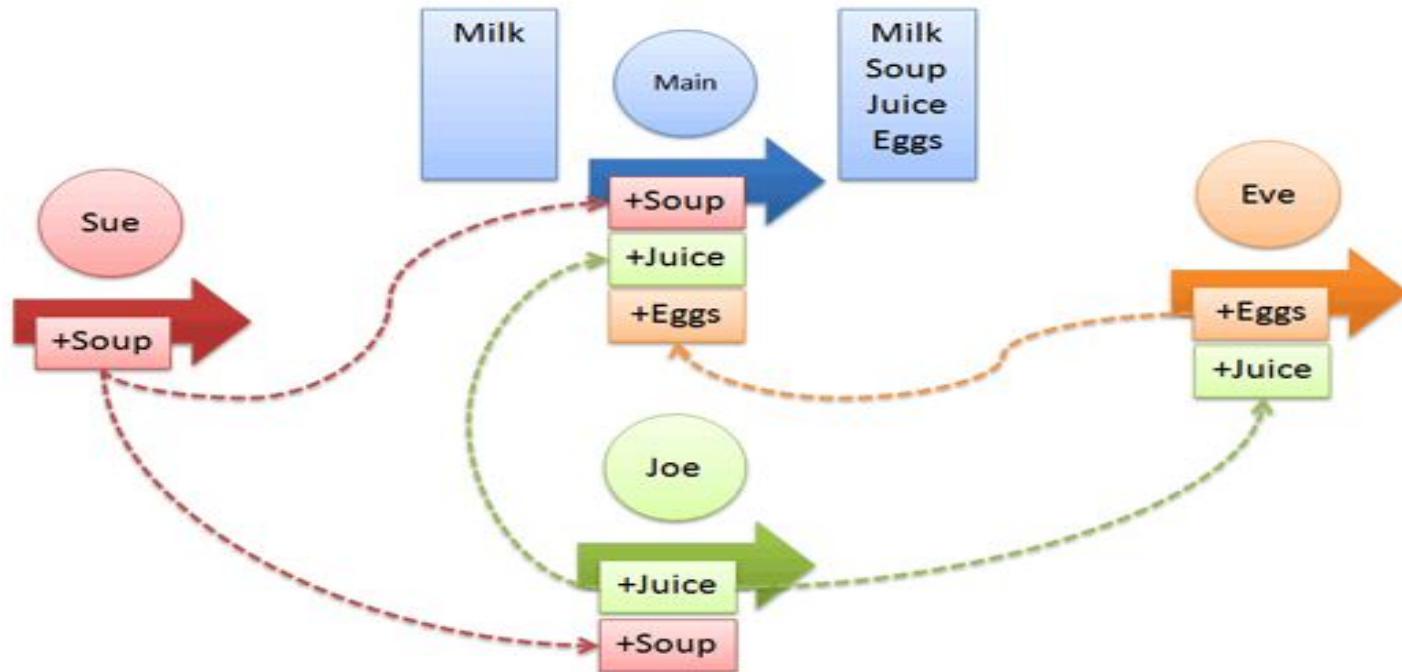 Milk
Main
Milk
Soup
Juice
Eggs
Sue
+Soup
+Soup
+Juice
+Eggs
Eve
+Eggs
+Juice
Joe
+Juice
+Soup